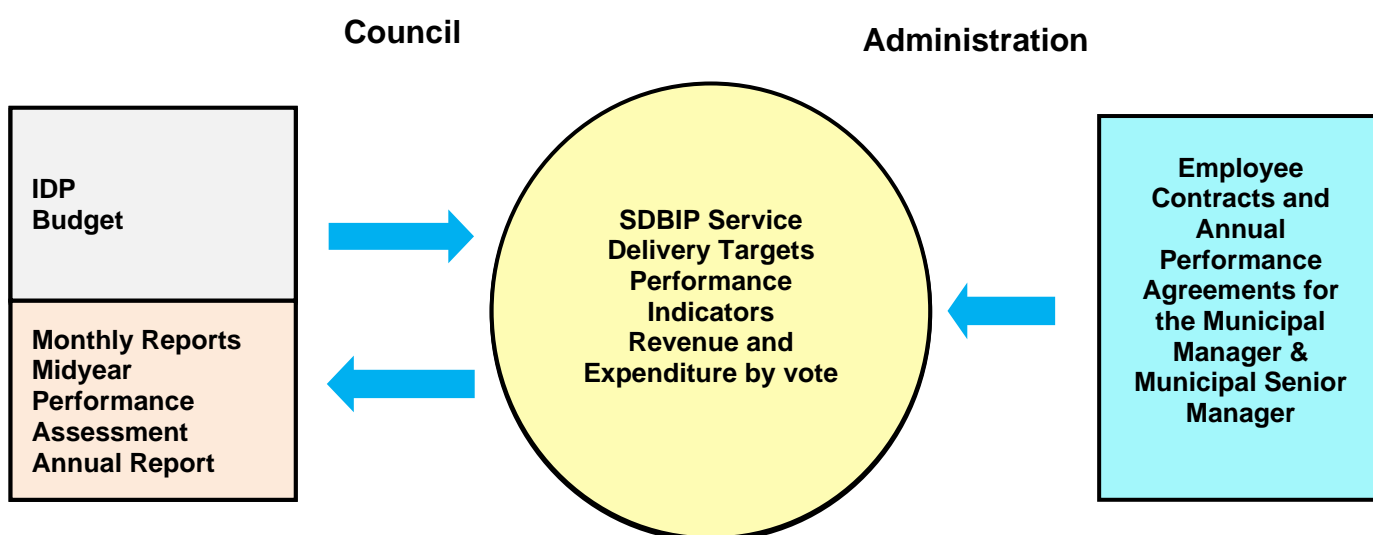 Council
Administration
IDP
Budget
Monthly Reports
Midyear
Performance
Assessment
Annual Report
SDBIP Service
Delivery Targets
Performance
Indicators
Revenue and
Expenditure by vote
Employee
Contracts and
Annual
Performance
Agreements for
the Municipal
Manager &
Municipal Senior
Manager